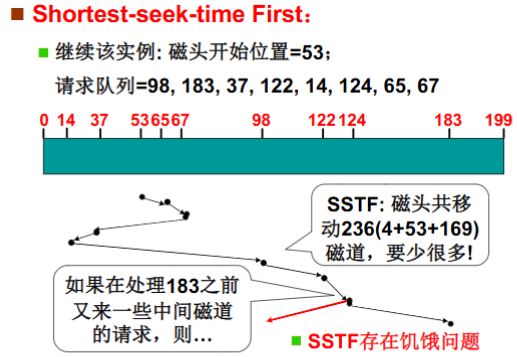 Shortest-seek-time First：
继续该实例: 磁头开始位置=53；
请求队列=98, 183, 37, 122, 14, 124, 65, 67
0 14 37 53 65 67 98 122 124 183 199
SSTF: 磁头共移
动236(4+53+169)
磁道，要少很多!
如果在处理183之前
又来一些中间磁道
的请求，则…
SSTF存在饥饿问题